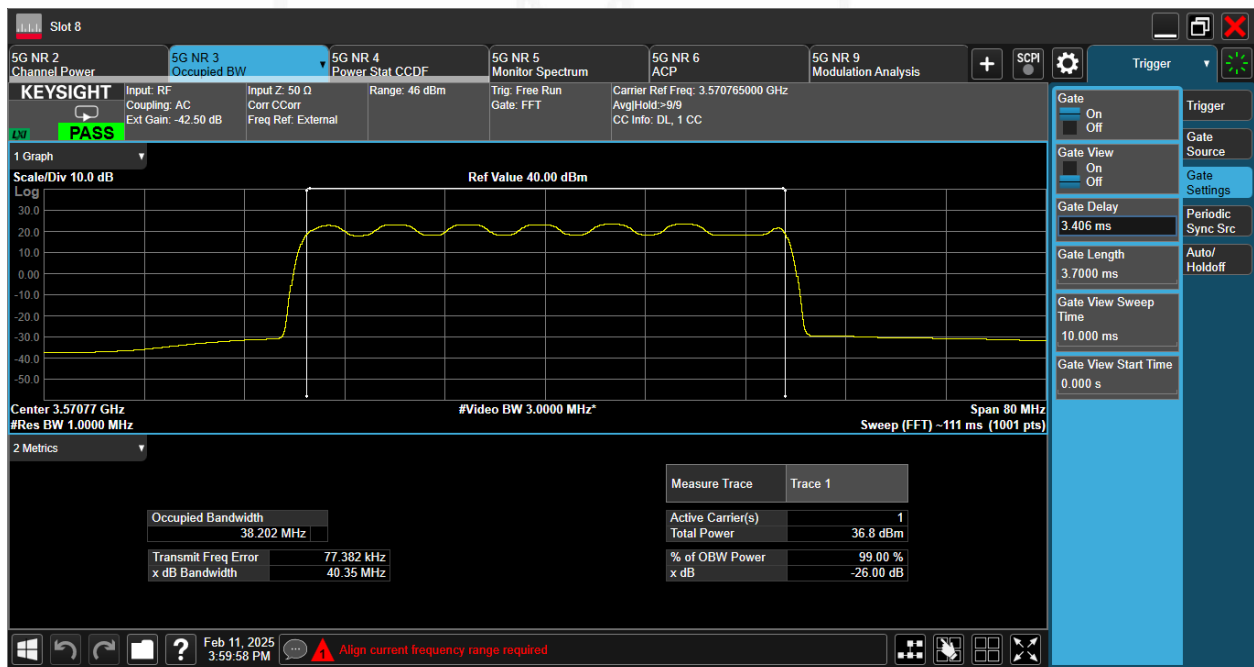 Slot 8
5G NR 2
Channel Power
5G NR 3
Occupied BW
5G NR 4
Power Stat CCDF
5G NR 5
Monitor Spectrum
5G NR 6
ACP
5G NR 9
Modulation Analysis
SCPI
Trigger
KEYSIGHT
LXI
PASS
Input: RF
Coupling: AC
Ext Gain: -42.50 dB
Input Z: 50 Ω
Corr CCorr
Freq Ref: External
Range: 46 dBm
Trig: Free Run
Gate: FFT
Carrier Ref Freq: 3.570765000 GHz
Avg|Hold:>9/9
CC Info: DL, 1 CC
1 Graph
Scale/Div 10.0 dB
Ref Value 40.00 dBm
Log
30.0
20.0
10.0
0.00
-10.0
-20.0
-30.0
-40.0
-50.0
Center 3.57077 GHz
#Video BW 3.0000 MHz*
Span 80 MHz
#Res BW 1.0000 MHz
Sweep (FFT) ~111 ms (1001 pts)
2 Metrics
Measure Trace
Trace 1
Occupied Bandwidth
38.202 MHz
Active Carrier(s)
1
Total Power
36.8 dBm
Transmit Freq Error
77.382 kHz
% of OBW Power
99.00 %
x dB Bandwidth
40.35 MHz
x dB
-26.00 dB
Gate
On
Off
Gate View
On
Off
Gate Delay
3.406 ms
Gate Length
3.7000 ms
Gate View Sweep
Time
10.000 ms
Gate View Start Time
0.000 s
Trigger
Gate
Source
Gate
Settings
Periodic
Sync Src
Auto/
Holdoff
?
Feb 11, 2025
3:59:58 PM
1
Align current frequency range required